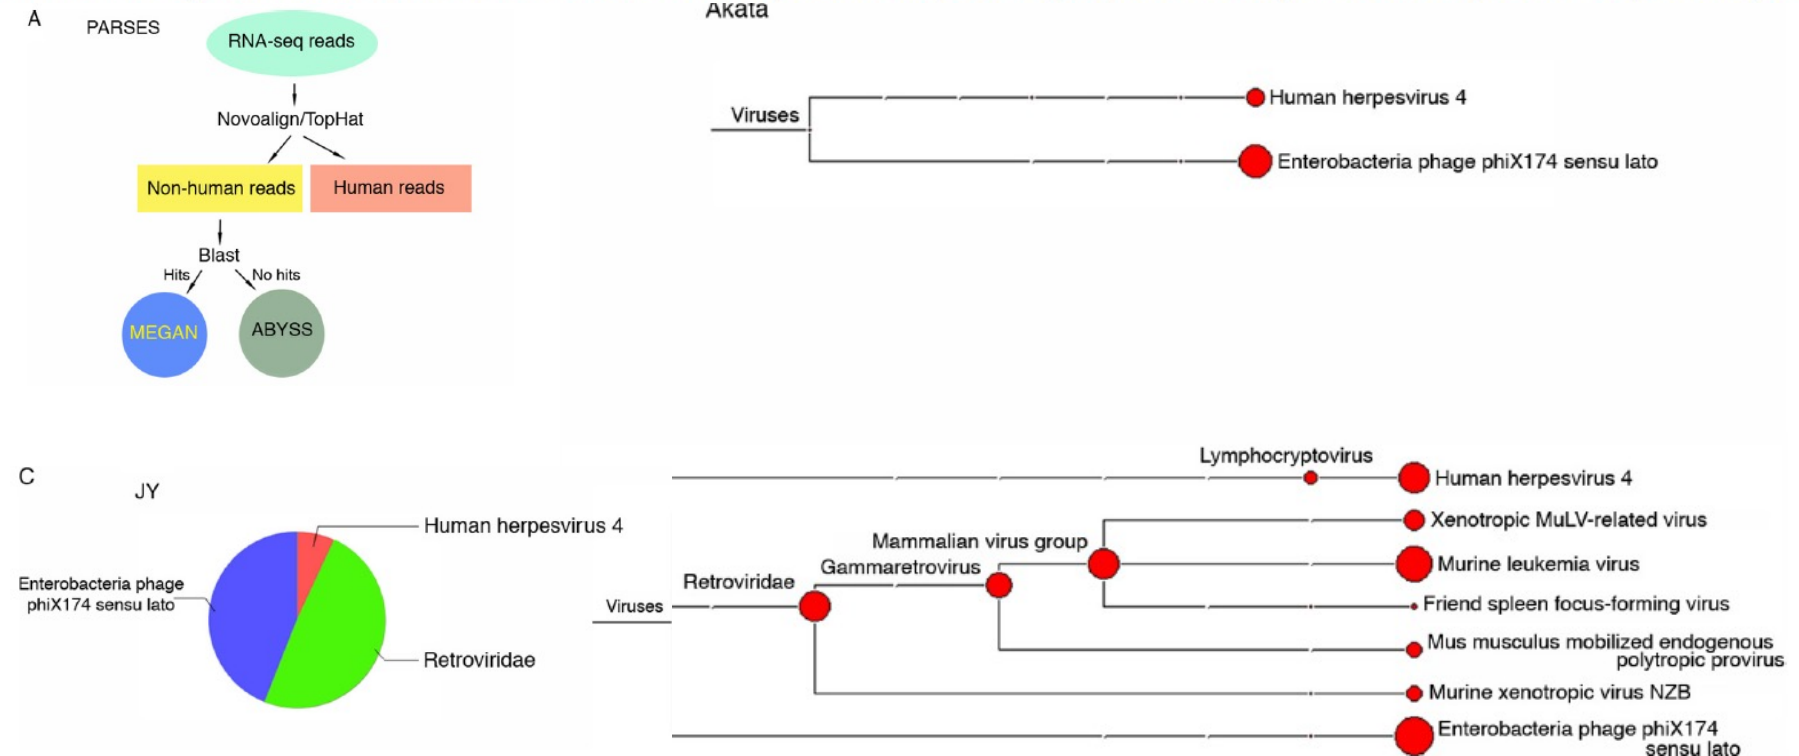 A
PARSES
RNA-seq reads
Novoalign/TopHat
Non-human reads
Human reads
Blast
Hits
No hits
MEGAN
ABYSS
Akata
Viruses
Human herpesvirus 4
Enterobacteria phage phiX174 sensu lato
C
JY
Human herpesvirus 4
Enterobacteria phage
phiX174 sensu lato
Retroviridae
Viruses
Lymphocryptovirus
Human herpesvirus 4
Xenotropic MuLV-related virus
Mammalian virus group
Murine leukemia virus
Gammaretrovirus
Retroviridae
Friend spleen focus-forming virus
Mus musculus mobilized endogenous
polytropic provirus
Murine xenotropic virus NZB
Enterobacteria phage phiX174
sensu lato